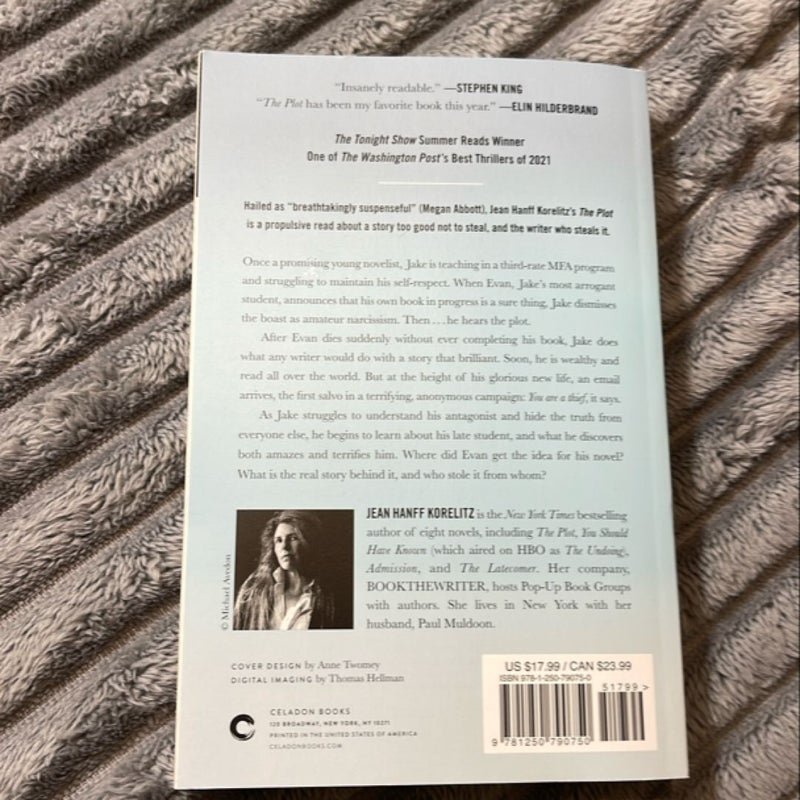 “Insanely readable.” —STEPHEN KING
“The Plot has been my favorite book this year.” —ELIN HILDERBRAND
The Tonight Show Summer Reads Winner
One of The Washington Post's Best Thrillers of 2021
Hailed as “breathtakingly suspenseful” (Megan Abbott), Jean Hanff Korelitz's The Plot
is a propulsive read about a story too good not to steal, and the writer who steals it.
Once a promising young novelist, Jake is teaching in a third-rate MFA program
and struggling to maintain his self-respect. When Evan, Jake's most arrogant
student, announces that his own book in progress is a sure thing, Jake dismisses
the boast as amateur narcissism. Then . . . he hears the plot.
After Evan dies suddenly without ever completing his book, Jake does
what any writer would do with a story that brilliant. Soon, he is wealthy and
read all over the world. But at the height of his glorious new life, an email
arrives, the first salvo in a terrifying, anonymous campaign: You are a thief, it says.
As Jake struggles to understand his antagonist and hide the truth from
everyone else, he begins to learn about his late student, and what he discovers
both amazes and terrifies him. Where did Evan get the idea for his novel?
What is the real story behind it, and who stole it from whom?
© Michael Avedon
JEAN HANFF KORELITZ is the New York Times bestselling
author of eight novels, including The Plot, You Should
Have Known (which aired on HBO as The Undoing),
Admission, and The Latecomer. Her company,
BOOKTHEWRITER, hosts Pop-Up Book Groups
with authors. She lives in New York with her
husband, Paul Muldoon.
COVER DESIGN by Anne Twomey
DIGITAL IMAGING by Thomas Hellman
CELADON BOOKS
120 BROADWAY, NEW YORK, NY 10271
PRINTED IN THE UNITED STATES OF AMERICA
CELADONBOOKS.COM
US $17.99 / CAN $23.99
ISBN 978-1-250-79075-0
51799 >
9 781250 790750